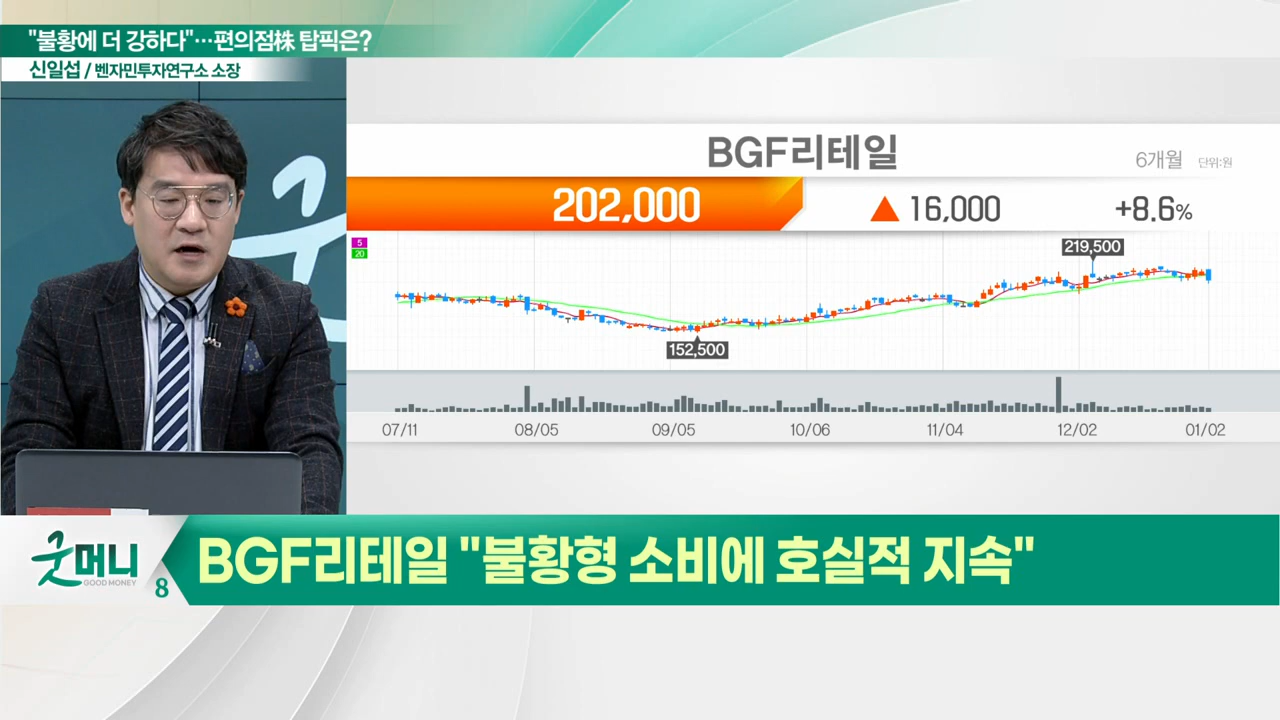 "불황에 더 강하다"…편의점株 탑픽은?
신일섭 / 벤자민투자연구소 소장
BGF리테일
6개월 단위:원
202,000 ▲ 16,000 +8.6%
5
20
219,500
152,500
07/11 08/05 09/05 10/06 11/04 12/02 01/02
굿머니
GOOD MONEY
8
BGF리테일 "불황형 소비에 호실적 지속"